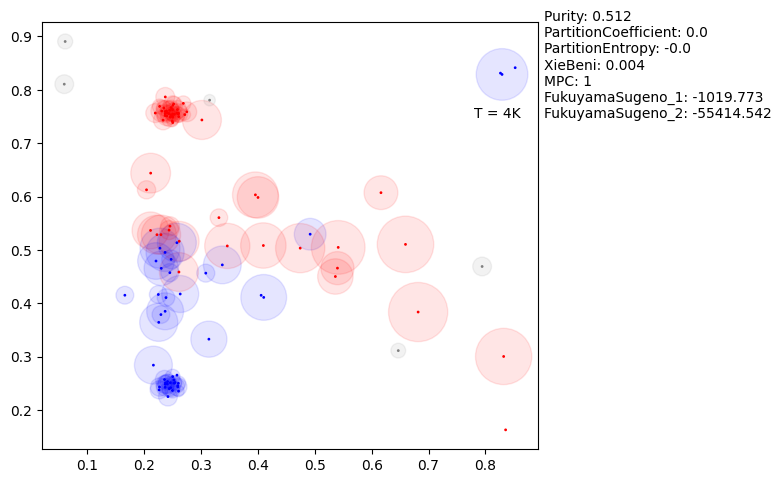 Purity: 0.512
PartitionCoefficient: 0.0
PartitionEntropy: -0.0
XieBeni: 0.004
MPC: 1
FukuyamaSugeno_1: -1019.773
FukuyamaSugeno_2: -55414.542
T = 4K
0.9
0.8
0.7
0.6
0.5
0.4
0.3
0.2
0.1 0.2 0.3 0.4 0.5 0.6 0.7 0.8